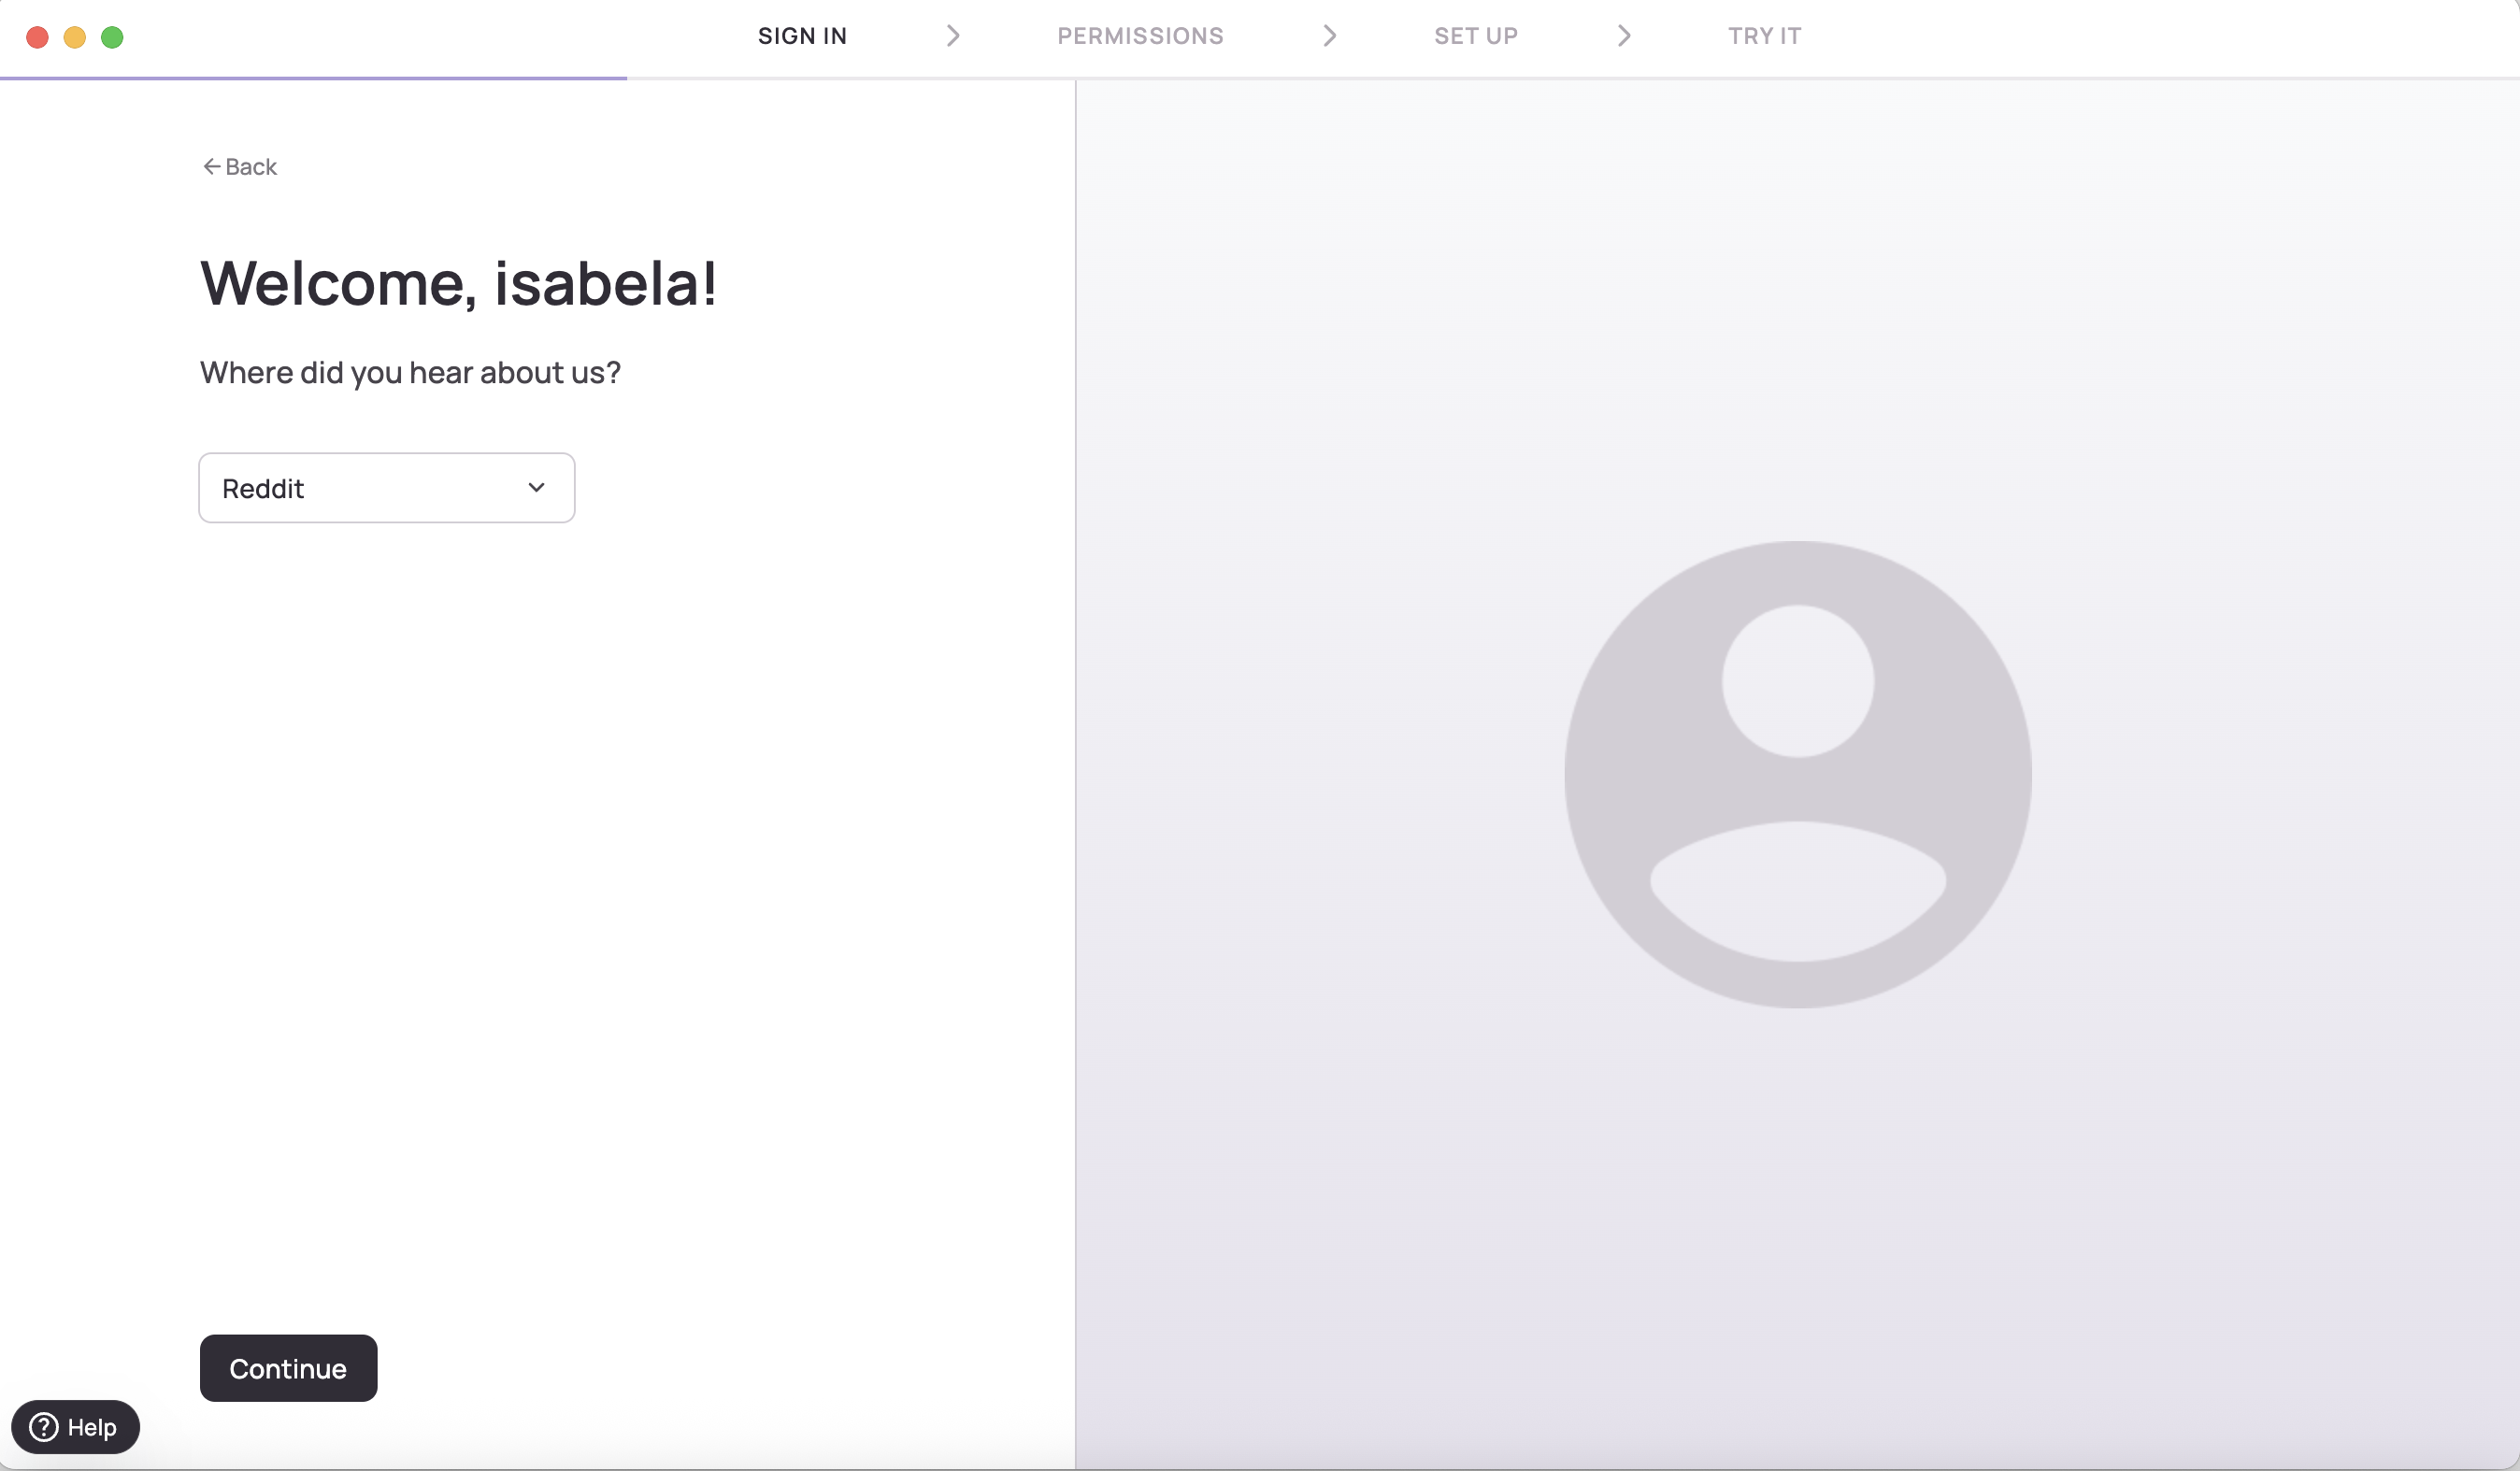 SIGN IN
PERMISSIONS
SET UP
TRY IT
Back
Welcome, isabela!
Where did you hear about us?
Reddit
Continue
Help